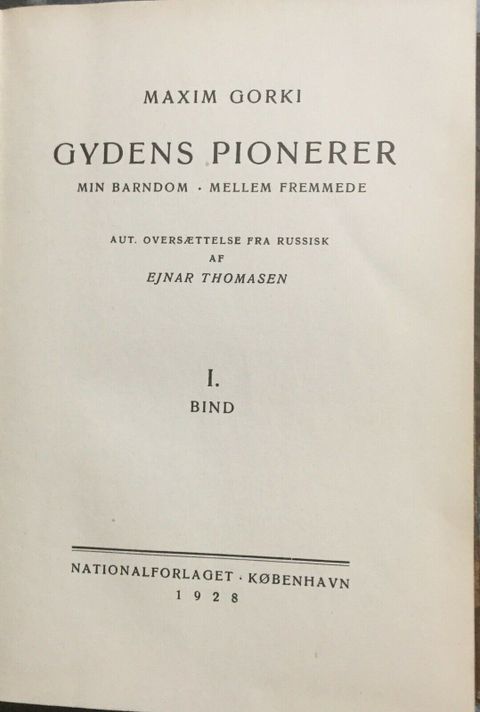 MAXIM GORKI
GYDENS PIONERER
MIN BARNDOM · MELLEM FREMMEDE
AUT. OVERSÆTTELSE FRA RUSSISK
AF
EJNAR THOMASEN
I.
BIND
NATIONALFORLAGET · KØBENHAVN
1928